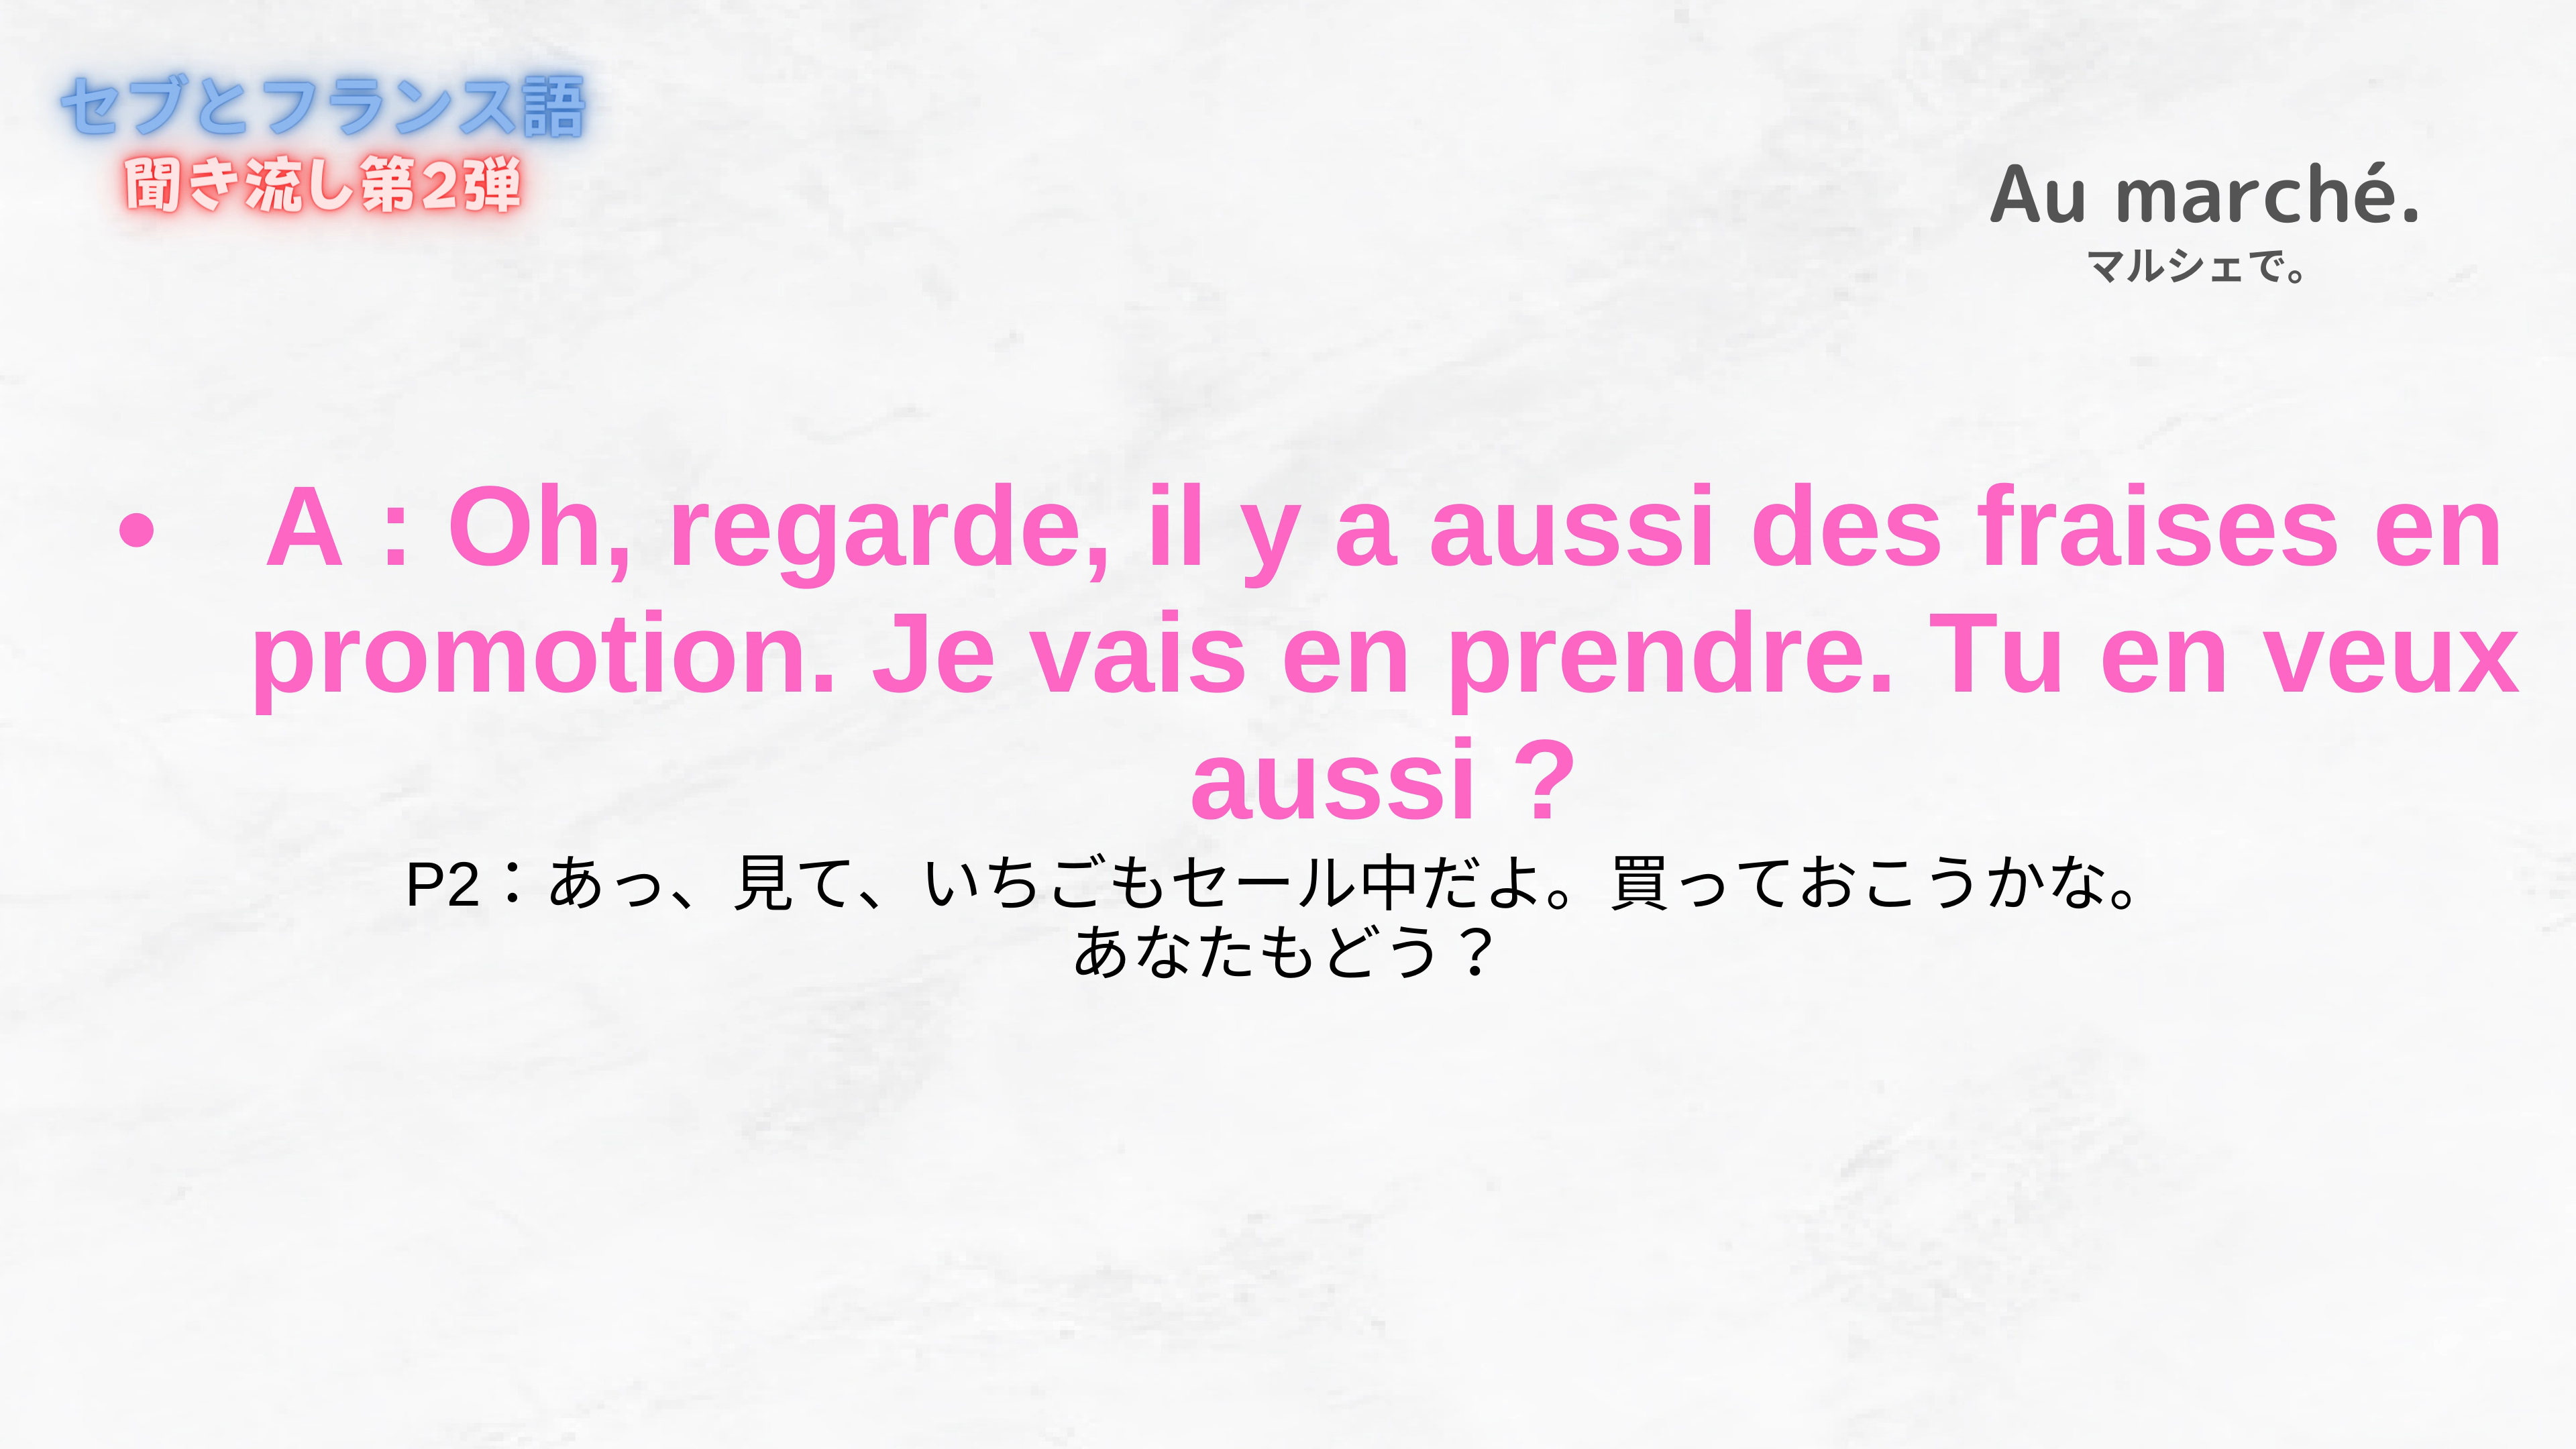 セブとフランス語
聞き流し第2弾
Au marché.
マルシェで。
• A : Oh, regarde, il y a aussi des fraises en
promotion. Je vais en prendre. Tu en veux
aussi ?
P2：あっ、見て、いちごもセール中だよ。買っておこうかな。
あなたもどう？